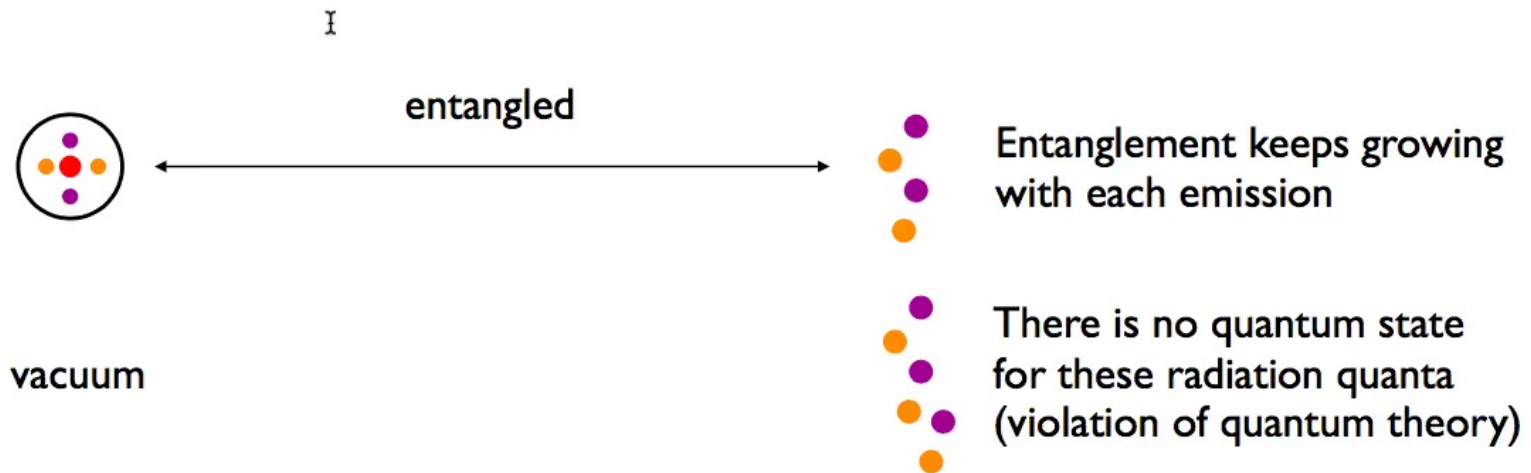 entangled
Entanglement keeps growing
with each emission
There is no quantum state
for these radiation quanta
(violation of quantum theory)
vacuum